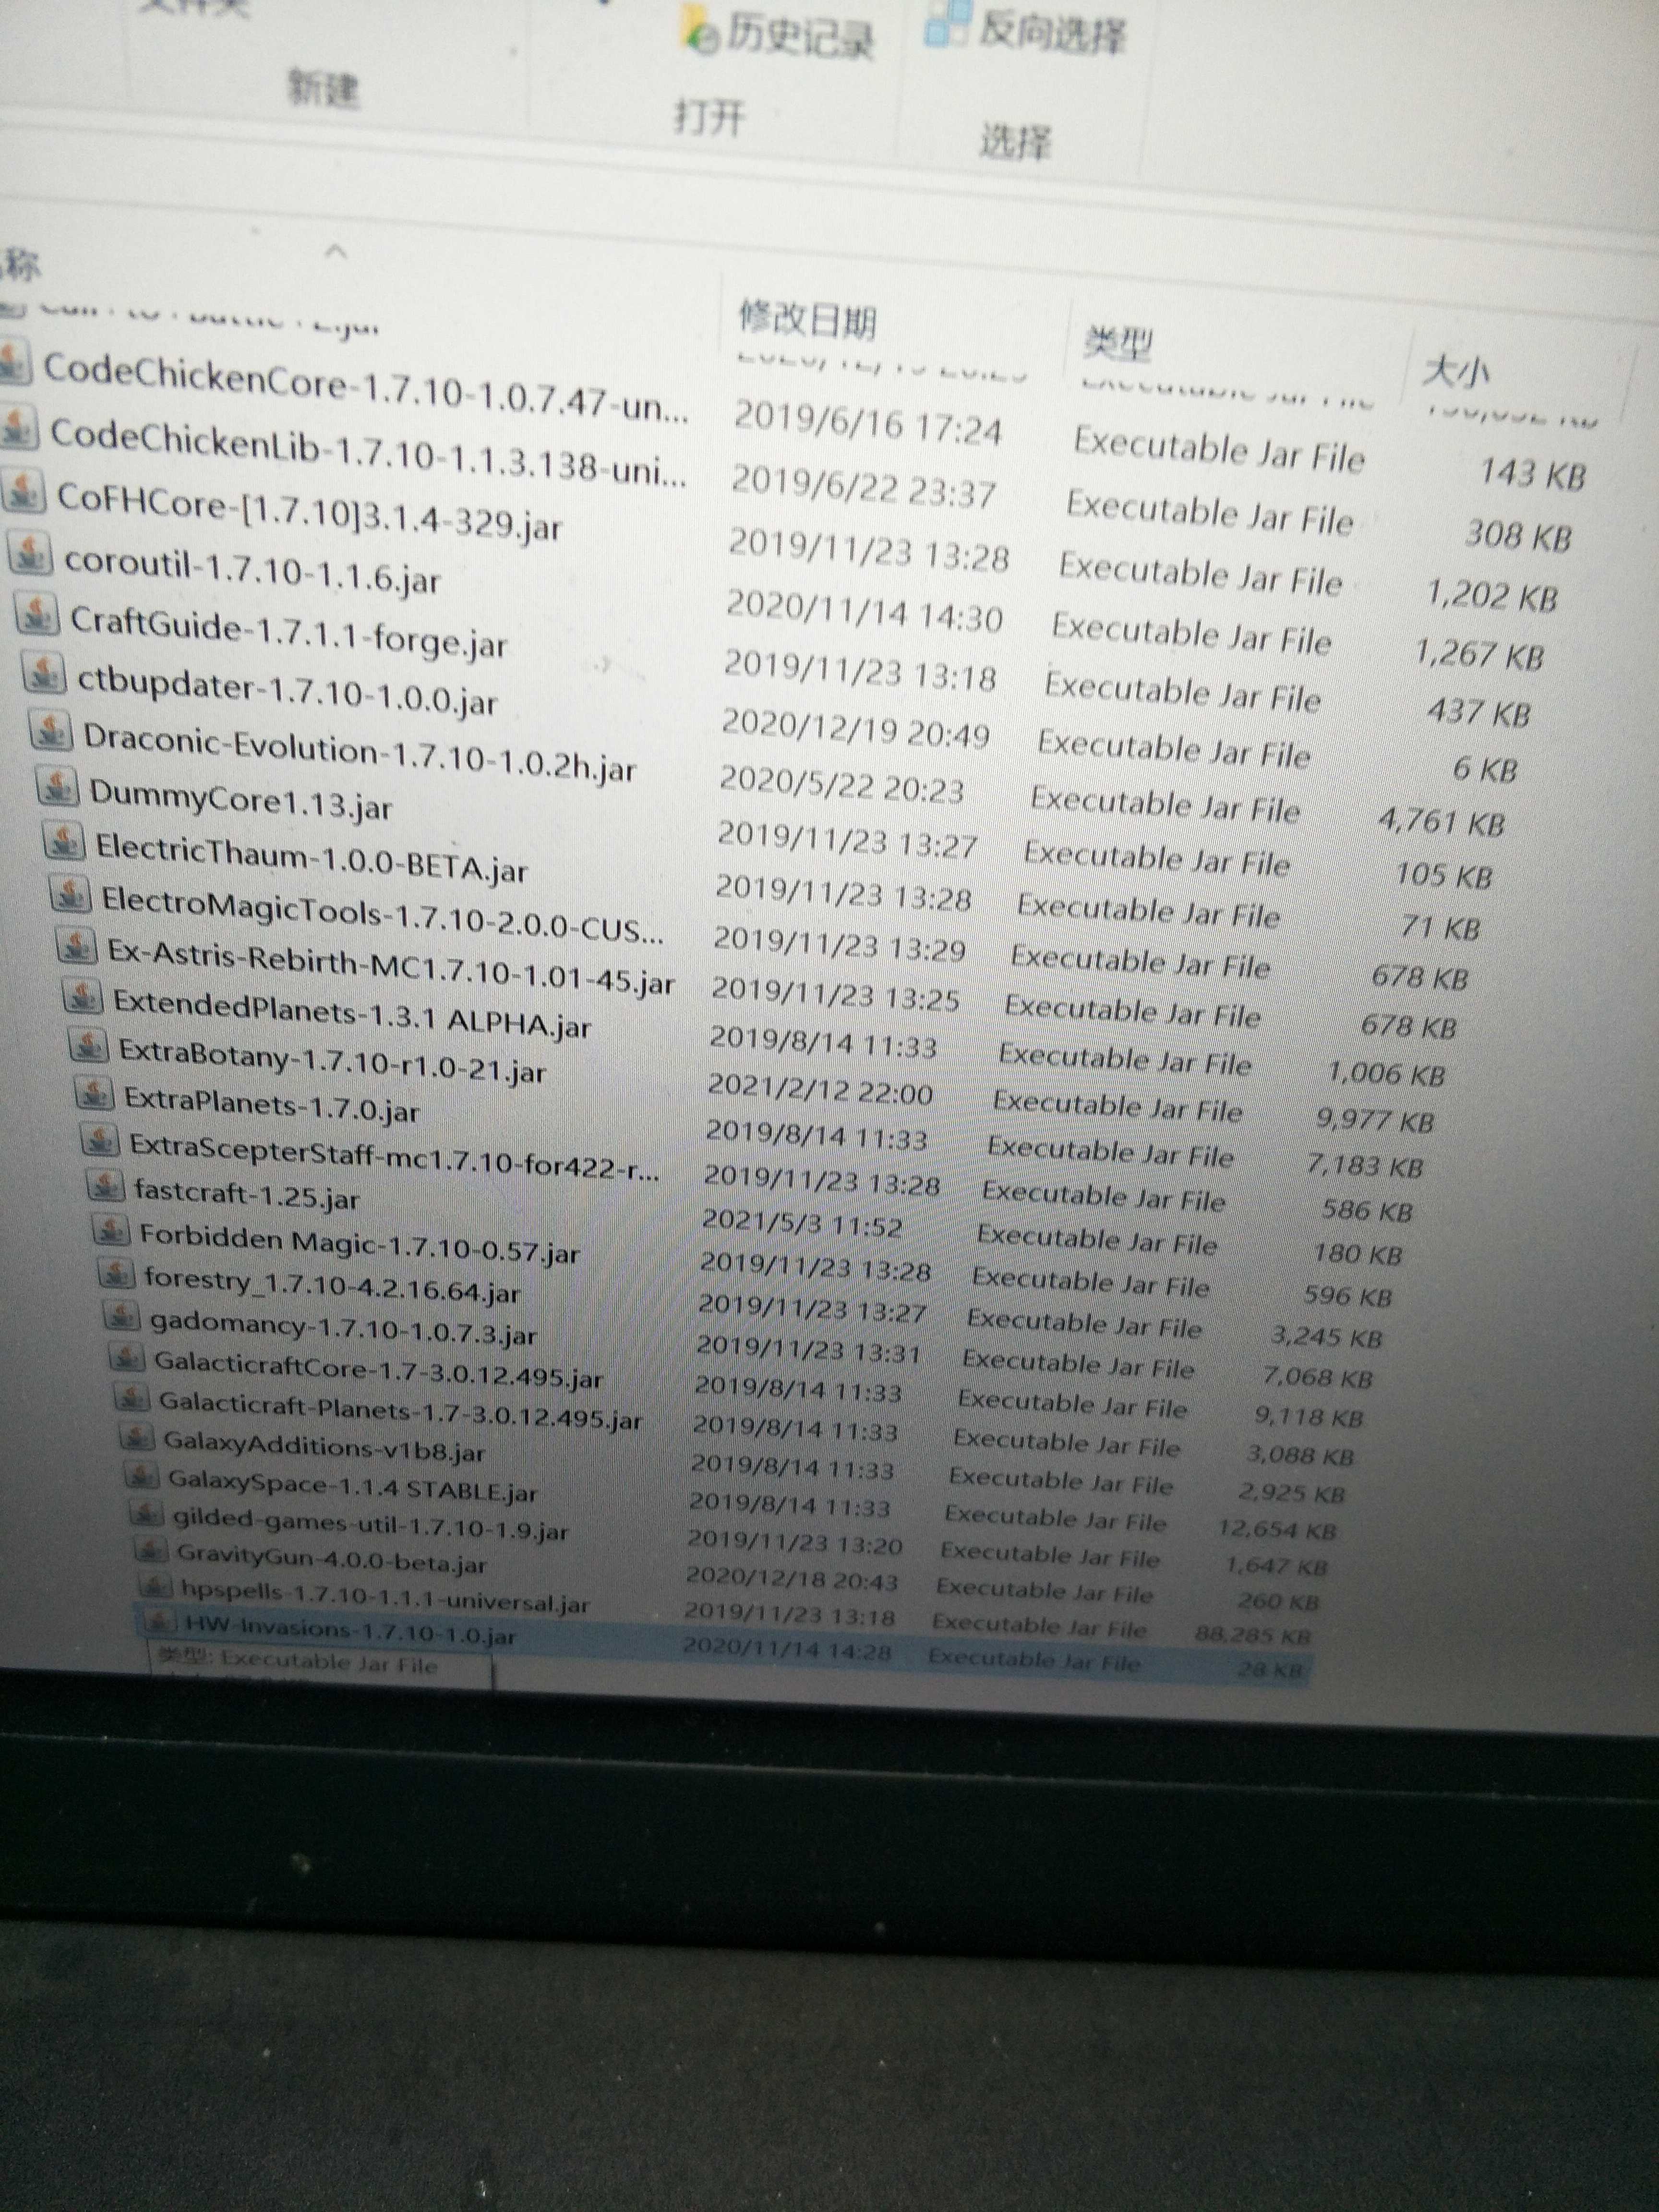 历史记录
反向选择
新建
打开
选择
称
修改日期
类型
大小
CodeChickenCore-1.7.10-1.0.7.47-un... 2019/6/16 17:24 Executable Jar File 143 KB
CodeChickenLib-1.7.10-1.1.3.138-uni... 2019/6/22 23:37 Executable Jar File 308 KB
CoFHCore-[1.7.10]3.1.4-329.jar 2019/11/23 13:28 Executable Jar File 1,202 KB
coroutil-1.7.10-1.1.6.jar 2020/11/14 14:30 Executable Jar File 1,267 KB
CraftGuide-1.7.1.1-forge.jar 2019/11/23 13:18 Executable Jar File 437 KB
ctbupdater-1.7.10-1.0.0.jar 2020/12/19 20:49 Executable Jar File 6 KB
Draconic-Evolution-1.7.10-1.0.2h.jar 2020/5/22 20:23 Executable Jar File 4,761 KB
DummyCore1.13.jar 2019/11/23 13:27 Executable Jar File 105 KB
ElectricThaum-1.0.0-BETA.jar 2019/11/23 13:28 Executable Jar File 71 KB
ElectroMagicTools-1.7.10-2.0.0-CUS... 2019/11/23 13:29 Executable Jar File 678 KB
Ex-Astris-Rebirth-MC1.7.10-1.01-45.jar 2019/11/23 13:25 Executable Jar File 678 KB
ExtendedPlanets-1.3.1 ALPHA.jar 2019/8/14 11:33 Executable Jar File 1,006 KB
ExtraBotany-1.7.10-r1.0-21.jar 2021/2/12 22:00 Executable Jar File 9,977 KB
ExtraPlanets-1.7.0.jar 2019/8/14 11:33 Executable Jar File 7,183 KB
ExtraScepterStaff-mc1.7.10-for422-r... 2019/11/23 13:28 Executable Jar File 586 KB
fastcraft-1.25.jar 2021/5/3 11:52 Executable Jar File 180 KB
Forbidden Magic-1.7.10-0.57.jar 2019/11/23 13:28 Executable Jar File 596 KB
forestry_1.7.10-4.2.16.64.jar 2019/11/23 13:27 Executable Jar File 3,245 KB
gadomancy-1.7.10-1.0.7.3.jar 2019/11/23 13:31 Executable Jar File 7,068 KB
GalacticraftCore-1.7-3.0.12.495.jar 2019/8/14 11:33 Executable Jar File 9,118 KB
Galacticraft-Planets-1.7-3.0.12.495.jar 2019/8/14 11:33 Executable Jar File 3,088 KB
GalaxyAdditions-v1b8.jar 2019/8/14 11:33 Executable Jar File 2,925 KB
GalaxySpace-1.1.4 STABLE.jar 2019/8/14 11:33 Executable Jar File 12,654 KB
gilded-games-util-1.7.10-1.9.jar 2019/11/23 13:20 Executable Jar File 1,647 KB
GravityGun-4.0.0-beta.jar 2020/12/18 20:43 Executable Jar File 260 KB
hpspells-1.7.10-1.1.1-universal.jar 2019/11/23 13:18 Executable Jar File 88,285 KB
HW-Invasions-1.7.10-1.0.jar 2020/11/14 14:28 Executable Jar File 28 KB
类型: Executable Jar File